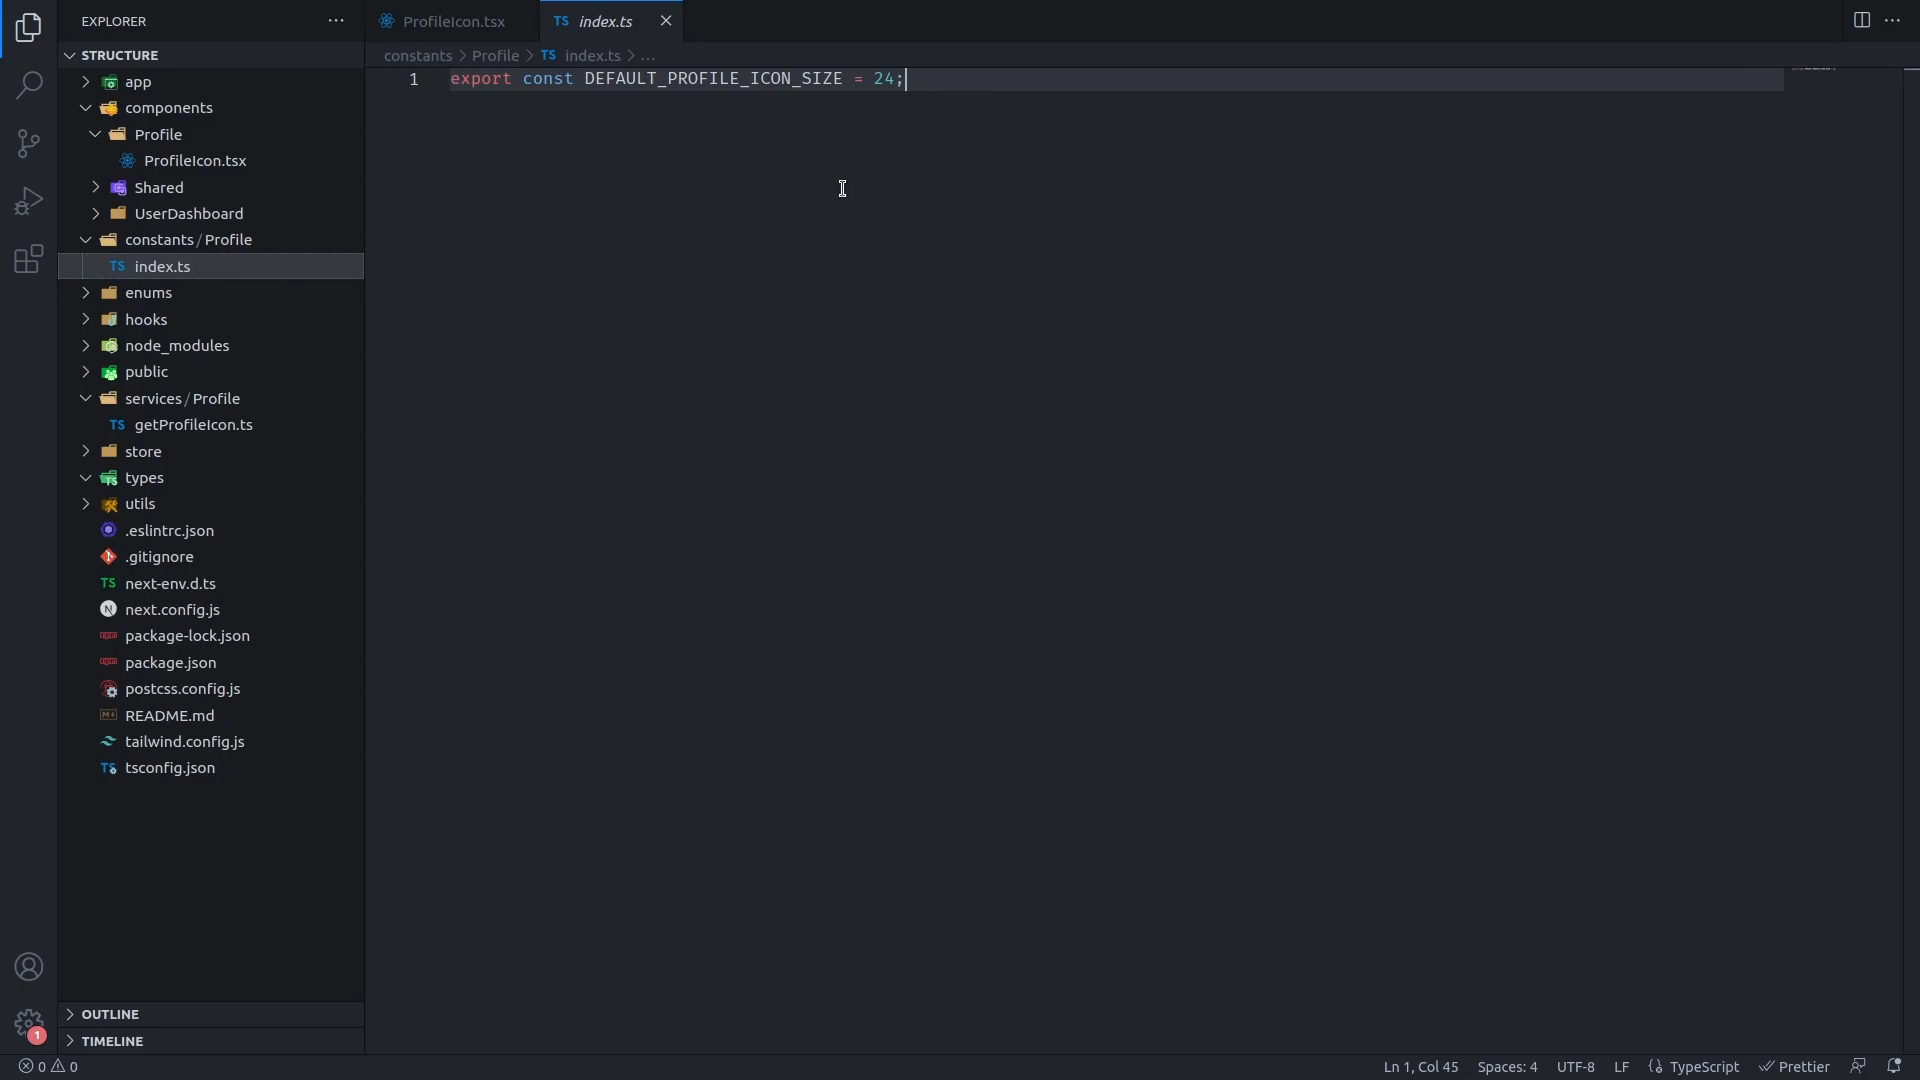 EXPLORER
STRUCTURE
app
components
Profile
ProfileIcon.tsx
Shared
UserDashboard
constants / Profile
TS index.ts
enums
hooks
node_modules
public
services / Profile
TS getProfileIcon.ts
store
types
utils
.eslintrc.json
.gitignore
TS next-env.d.ts
N next.config.js
package-lock.json
package.json
postcss.config.js
M↓ README.md
tailwind.config.js
TS tsconfig.json
OUTLINE
TIMELINE
1
ProfileIcon.tsx
TS index.ts
constants > Profile > TS index.ts > ...
1 export const DEFAULT_PROFILE_ICON_SIZE = 24;
0 0
Ln 1, Col 45 Spaces: 4 UTF-8 LF TypeScript Prettier